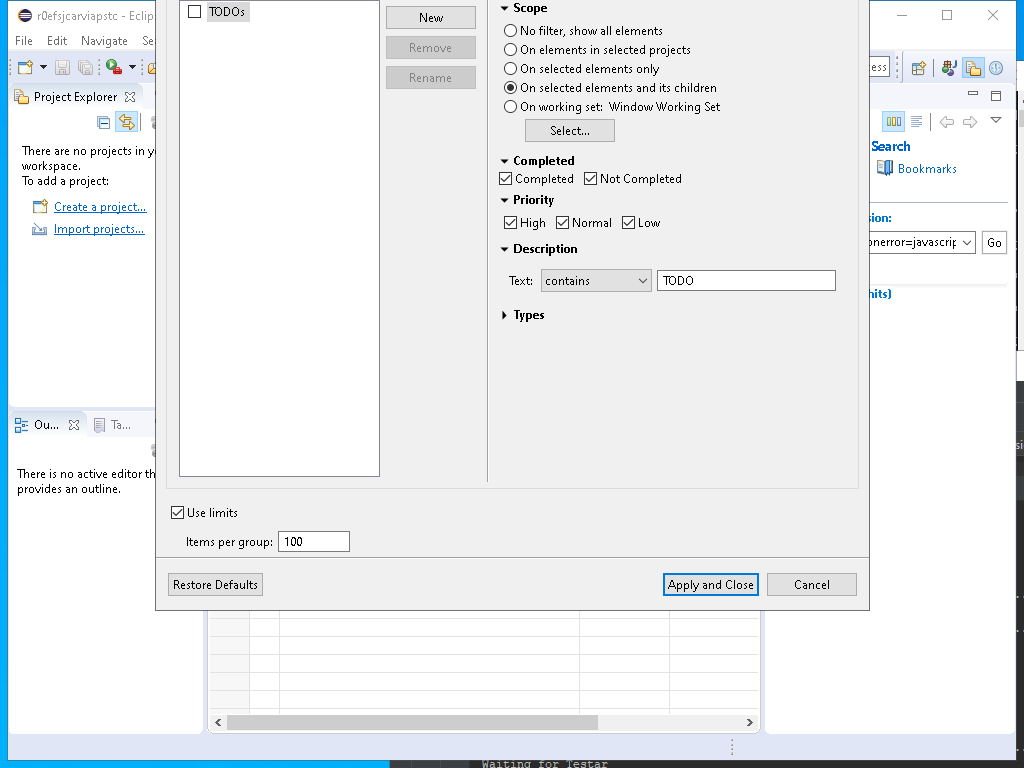 r0efsjcarviapstc - Eclip
File Edit Navigate Se
ess
Project Explorer
There are no projects in y
workspace.
To add a project:
Create a project...
Import projects...
Ou... Ta...
There is no active editor th
provides an outline.
TODOs
New
Remove
Rename
Scope
No filter, show all elements
On elements in selected projects
On selected elements only
On selected elements and its children
On working set: Window Working Set
Select...
Completed
Completed Not Completed
Priority
High Normal Low
Description
Text: contains TODO
Types
Use limits
Items per group: 100
Restore Defaults Apply and Close Cancel
Search
Bookmarks
sion:
onerror=javascrip Go
hits)
Waiting for Testar